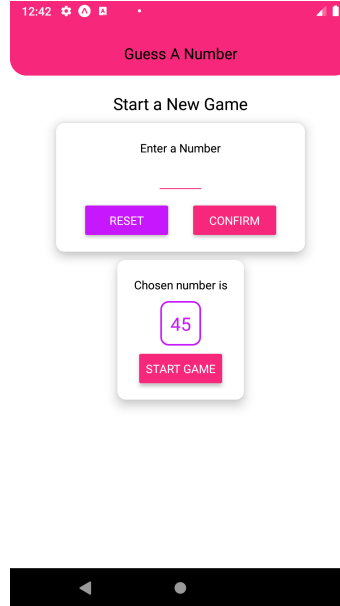 12:42
Guess A Number
Start a New Game
Enter a Number
RESET CONFIRM
Chosen number is
45
START GAME